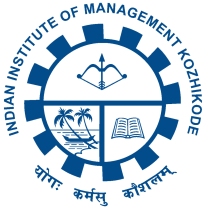 INDIAN INSTITUTE OF MANAGEMENT KOZHIKODE
योगः कर्मसु कौशलम्